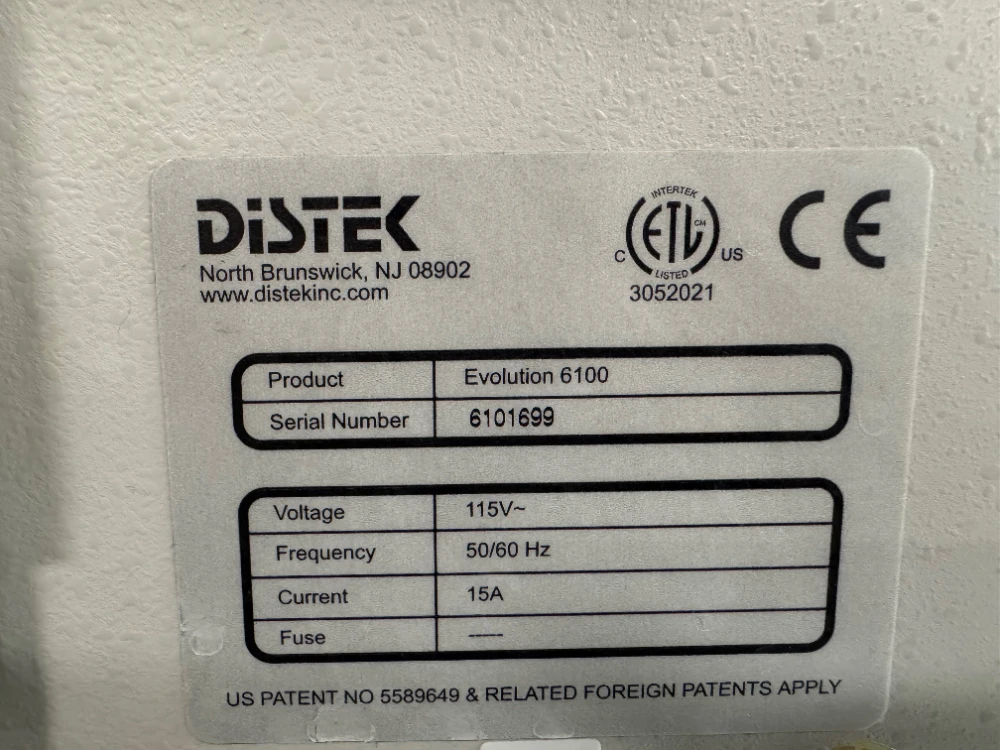 DiSTEK
North Brunswick, NJ 08902
www.distekinc.com
INTERTEK
C ETL CM US
LISTED
3052021
CE
Product Evolution 6100
Serial Number 6101699
Voltage 115V~
Frequency 50/60 Hz
Current 15A
Fuse -----
US PATENT NO 5589649 & RELATED FOREIGN PATENTS APPLY